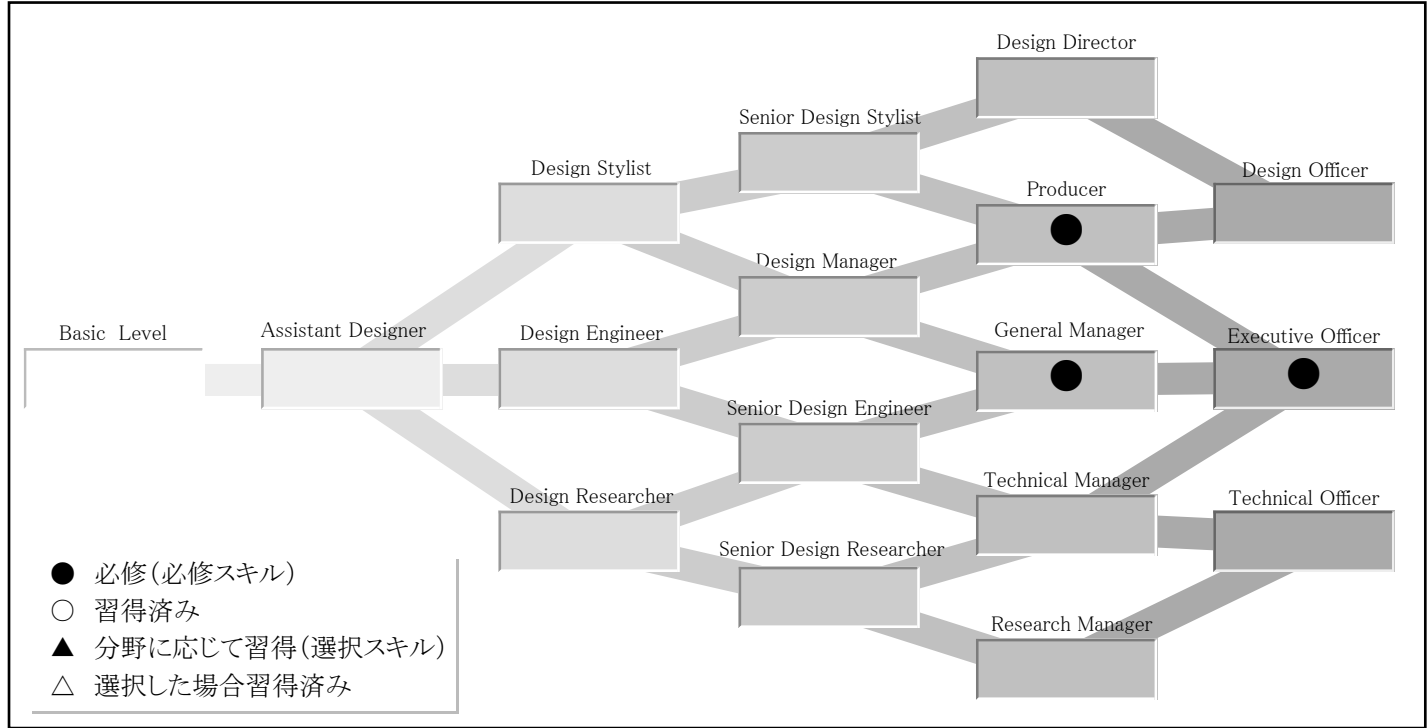 Design Director
Senior Design Stylist
Design Stylist
Producer
Design Officer
●
Design Manager
Basic Level
Assistant Designer
Design Engineer
General Manager
Executive Officer
●
●
Senior Design Engineer
Design Researcher
Technical Manager
Technical Officer
Senior Design Researcher
Research Manager
● 必修(必修スキル)
○ 習得済み
▲ 分野に応じて習得(選択スキル)
△ 選択した場合習得済み